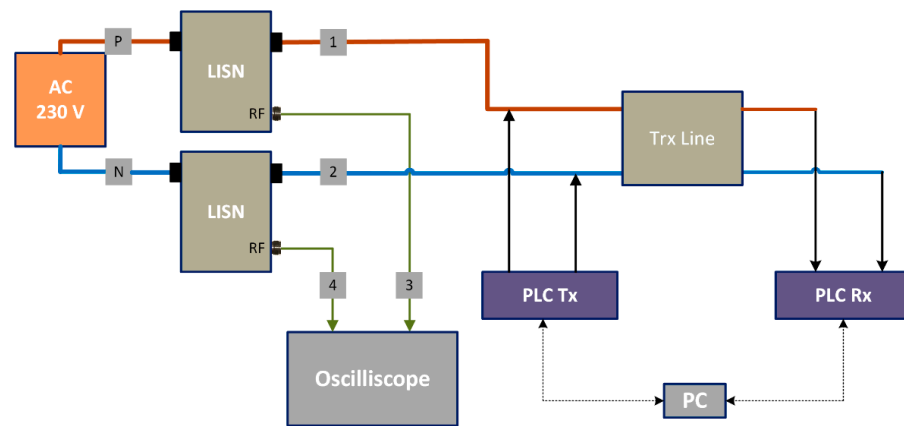 P
1
AC
230 V
LISN
RF
Trx Line
N
2
LISN
RF
4
3
PLC Tx
PLC Rx
Oscilliscope
PC